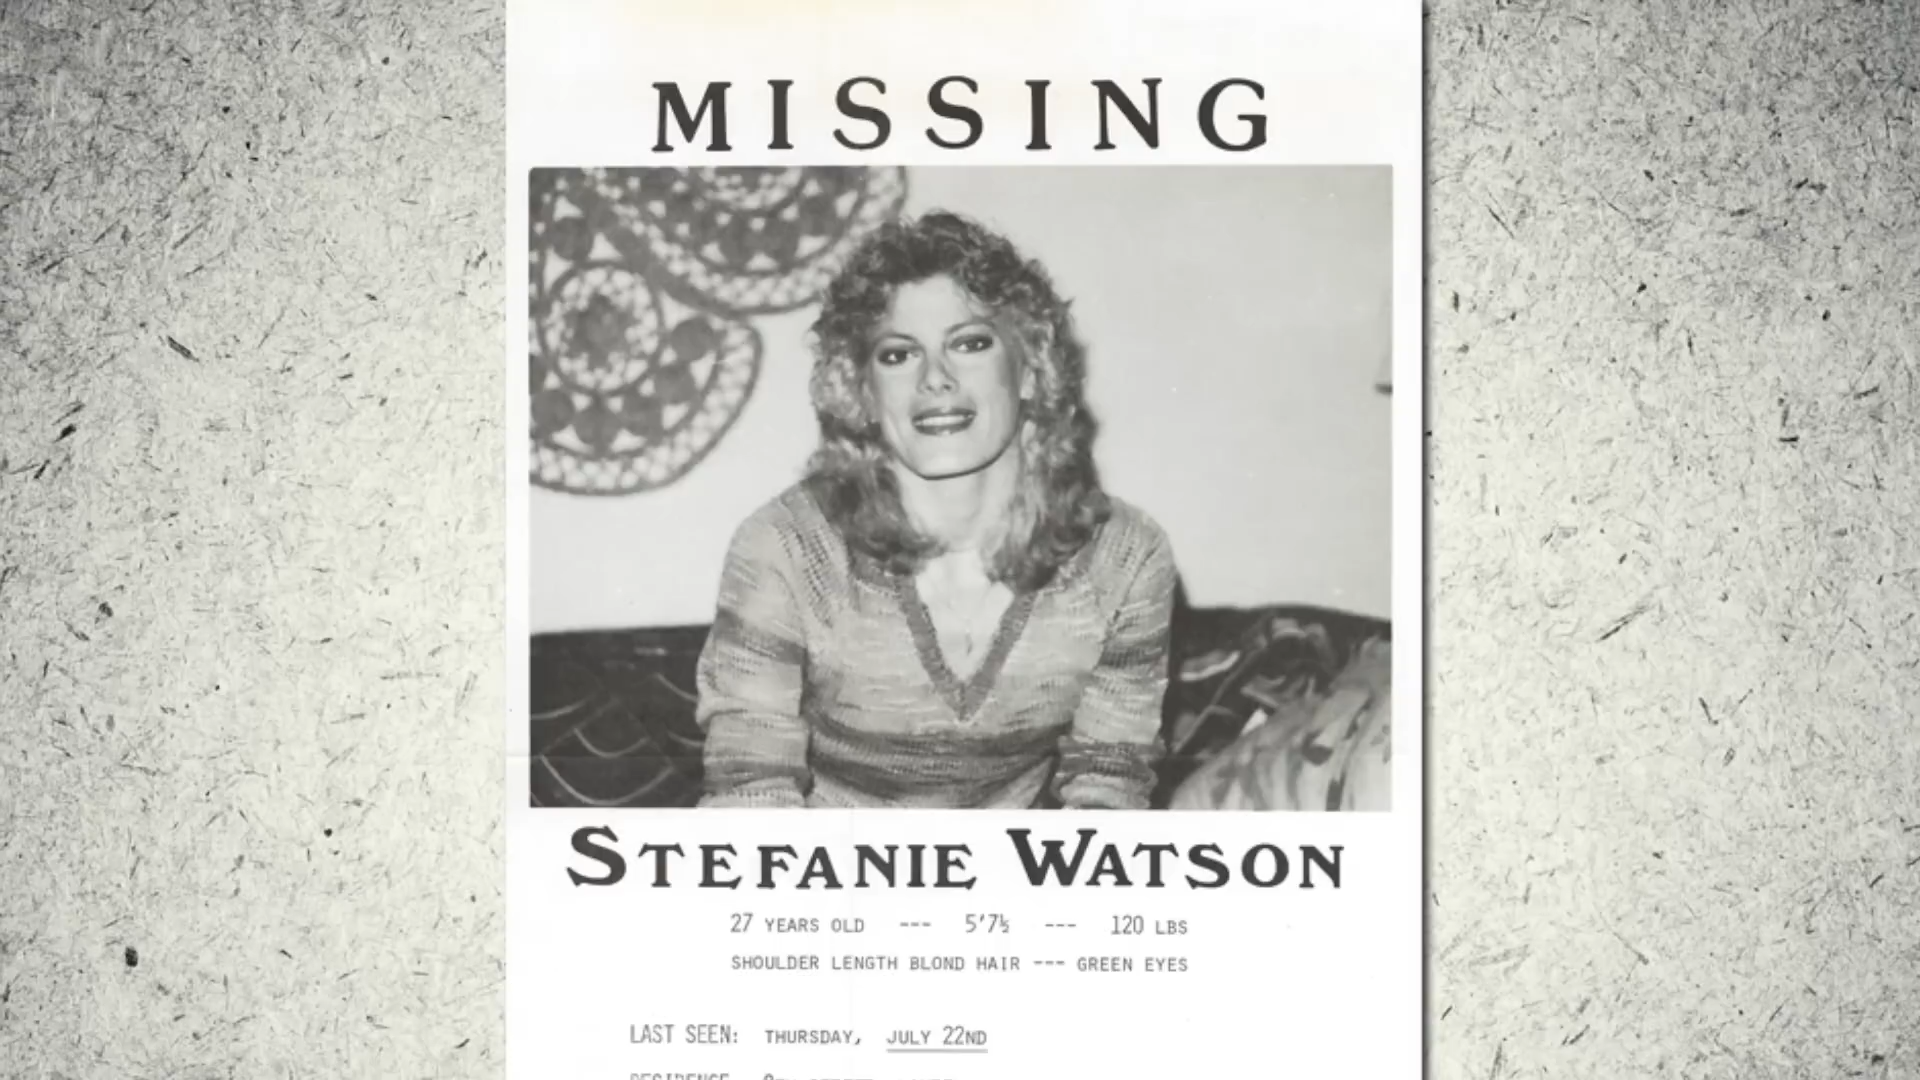 MISSING
STEFANIE WATSON
27 YEARS OLD --- 5'7½ --- 120 LBS
SHOULDER LENGTH BLOND HAIR --- GREEN EYES
LAST SEEN: THURSDAY, JULY 22ND